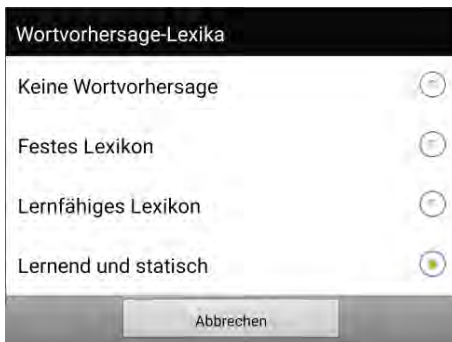 Wortvorhersage-Lexika
Keine Wortvorhersage
Festes Lexikon
Lernfähiges Lexikon
Lernend und statisch
Abbrechen